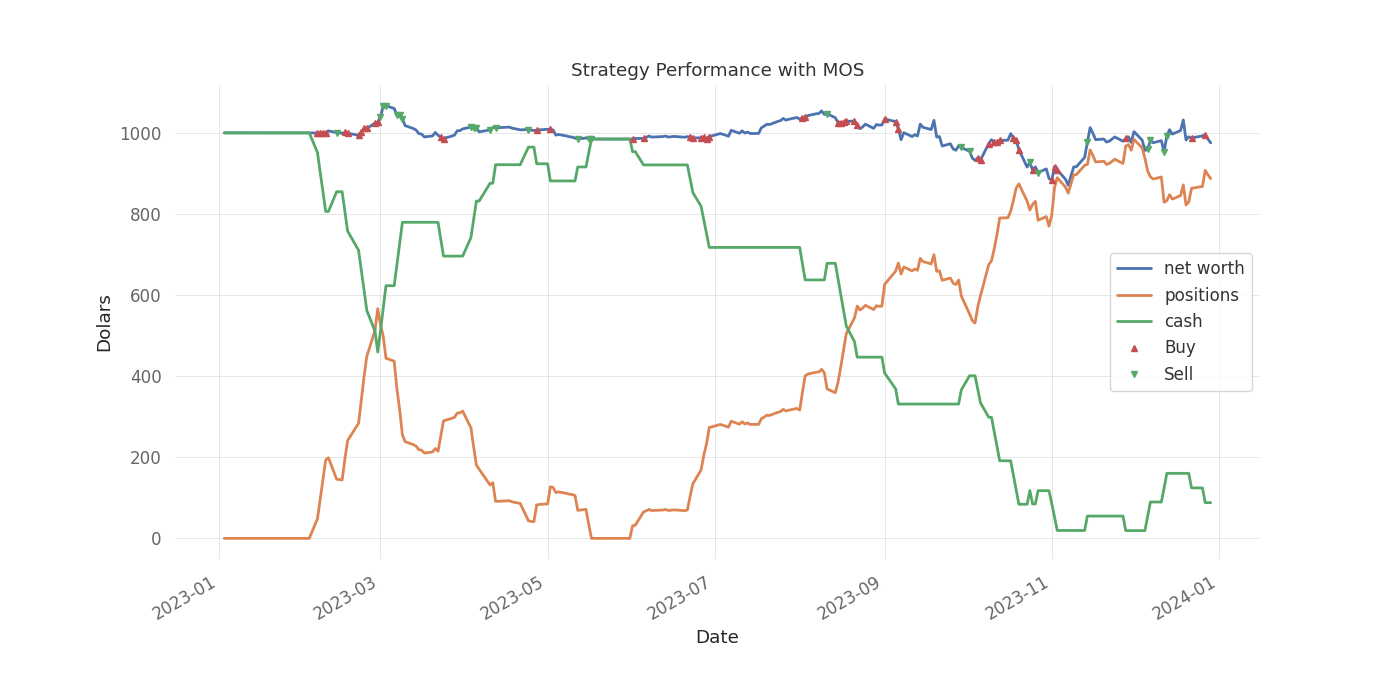 Strategy Performance with MOS
1000
800
600
400
200
0
Dolars
net worth
positions
cash
Buy
Sell
2023-01
2023-03
2023-05
2023-07
2023-09
2023-11
2024-01
Date